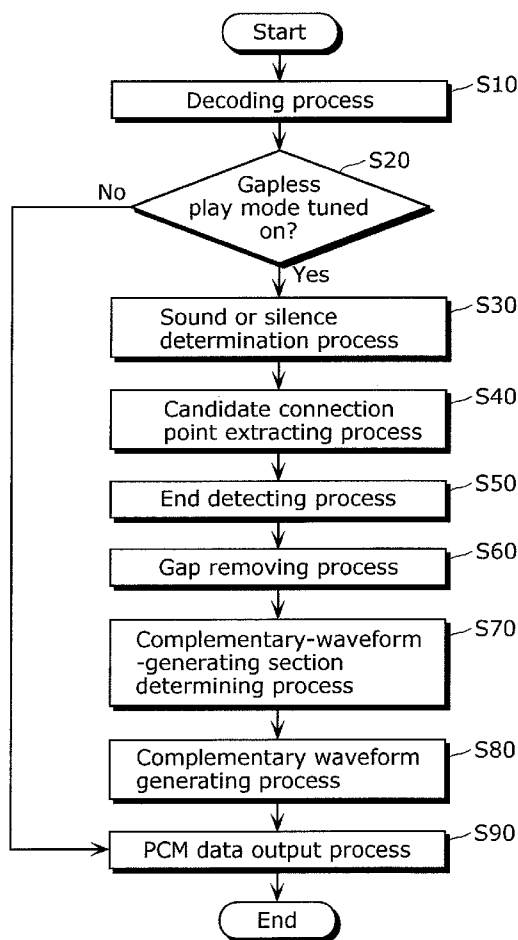 Start
Decoding process
S10
Gapless
play mode tuned
on?
S20
No
Yes
Sound or silence
determination process
S30
Candidate connection
point extracting process
S40
End detecting process
S50
Gap removing process
S60
Complementary-waveform
-generating section
determining process
S70
Complementary waveform
generating process
S80
PCM data output process
S90
End